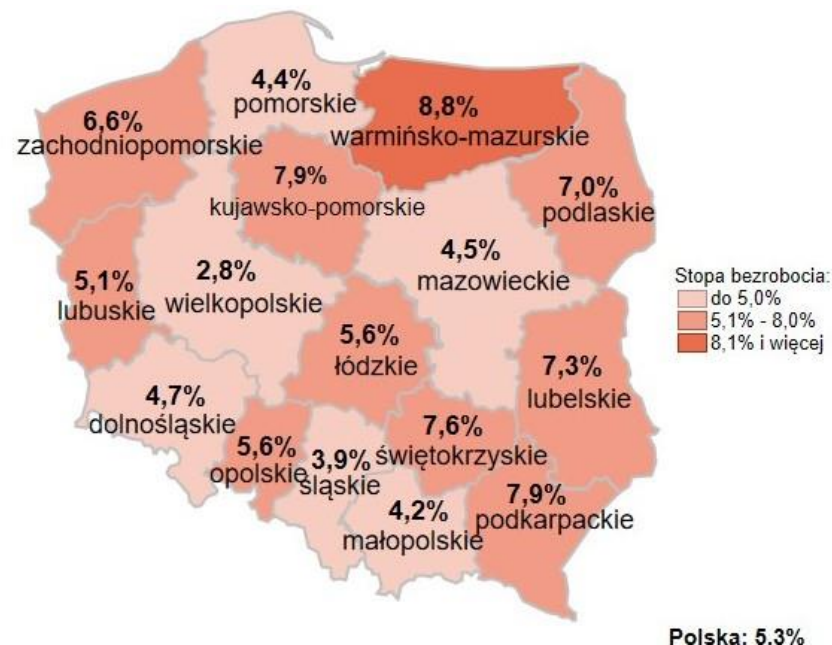 4,4%
pomorskie
8,8%
warmińsko-mazurskie
6,6%
zachodniopomorskie
7,9%
kujawsko-pomorskie
7,0%
podlaskie
4,5%
mazowieckie
5,1%
lubuskie
2,8%
wielkopolskie
Stopa bezrobocia:
do 5,0%
5,1% - 8,0%
8,1% i więcej
5,6%
łódzkie
7,3%
lubelskie
4,7%
dolnośląskie
5,6%
opolskie
3,9%
śląskie
7,6%
świętokrzyskie
4,2%
małopolskie
7,9%
podkarpackie
Polska: 5,3%